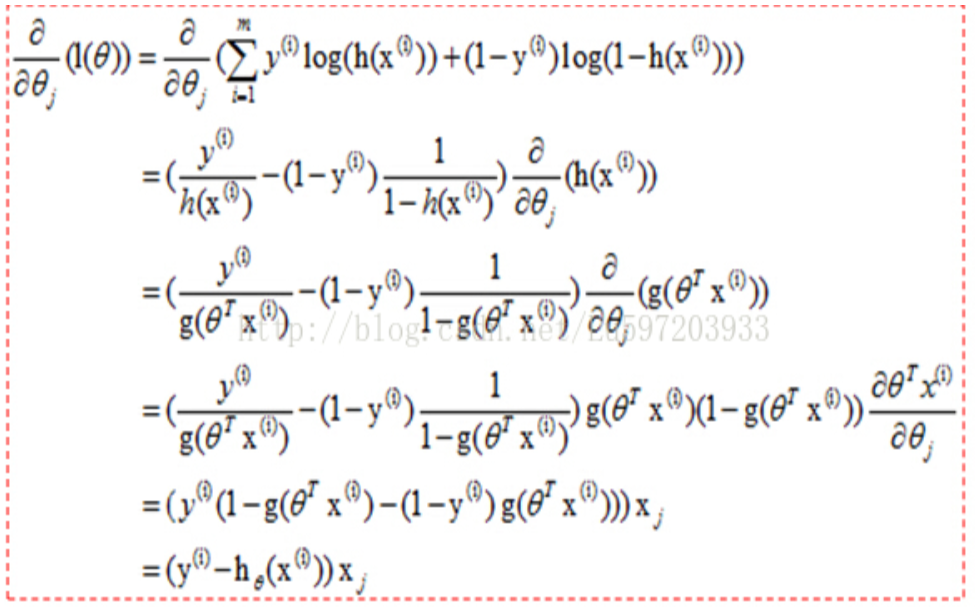 ∂/∂θ_j (l(θ)) = ∂/∂θ_j (∑_{i=1}^{m} y^{(i)} log(h(x^{(i)})) + (1−y^{(i)}) log(1−h(x^{(i)})))
= (y^{(i)}/h(x^{(i)}) − (1−y^{(i)}) 1/(1−h(x^{(i)}))) ∂/∂θ_j (h(x^{(i)}))
= (y^{(i)}/g(θ^T x^{(i)}) − (1−y^{(i)}) 1/(1−g(θ^T x^{(i)}))) ∂/∂θ_j (g(θ^T x^{(i)}))
= (y^{(i)}/g(θ^T x^{(i)}) − (1−y^{(i)}) 1/(1−g(θ^T x^{(i)}))) g(θ^T x^{(i)})(1−g(θ^T x^{(i)})) ∂θ^T x^{(i)}/∂θ_j
= (y^{(i)}(1−g(θ^T x^{(i)})−(1−y^{(i)})g(θ^T x^{(i)})))x_j
= (y^{(i)}−h_θ(x^{(i)}))x_j